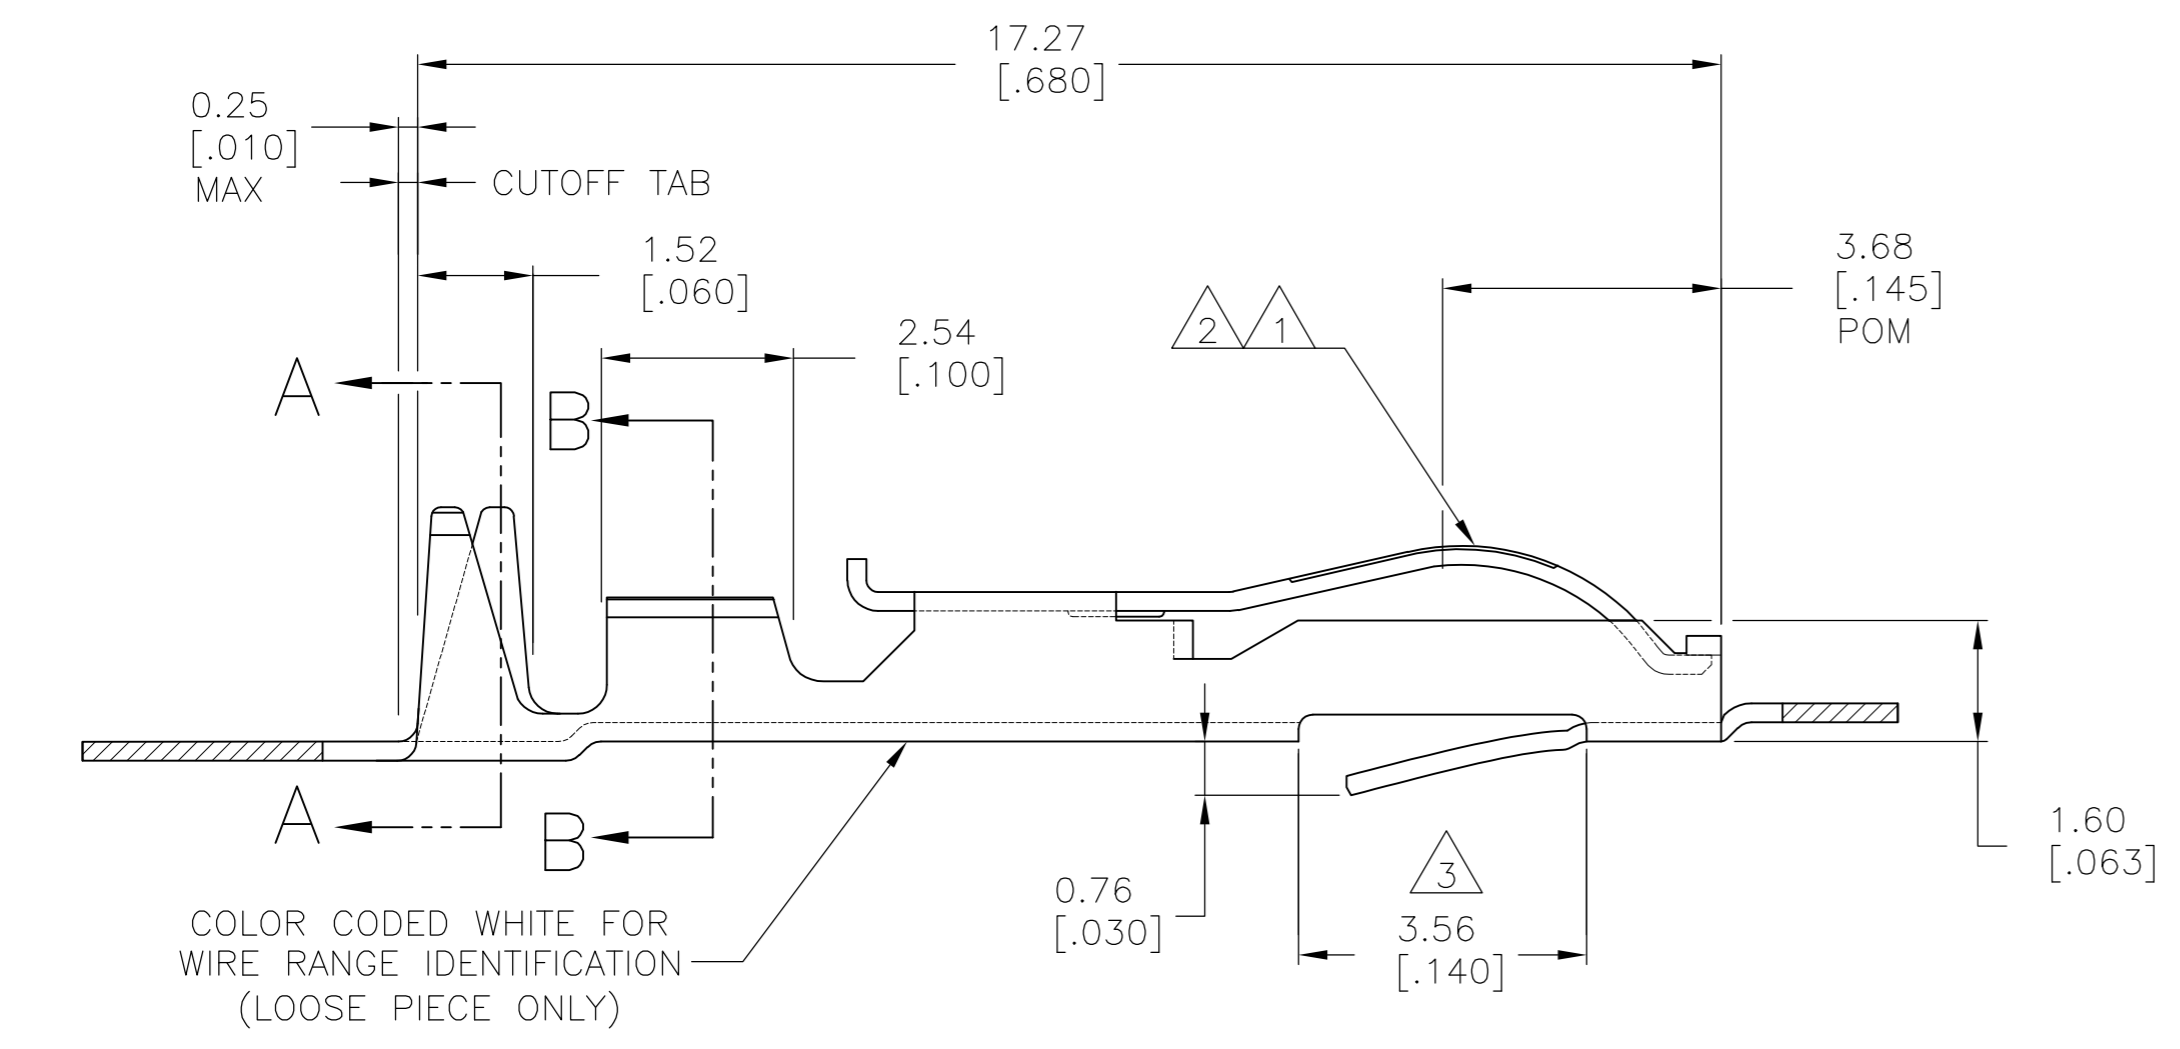 17.27
[.680]
0.25
[.010]
MAX
CUTOFF TAB
1.52
[.060]
3.68
[.145]
POM
2 1
2.54
[.100]
A
B
A
B
1.60
[.063]
3
0.76
[.030]
3.56
[.140]
COLOR CODED WHITE FOR
WIRE RANGE IDENTIFICATION
(LOOSE PIECE ONLY)